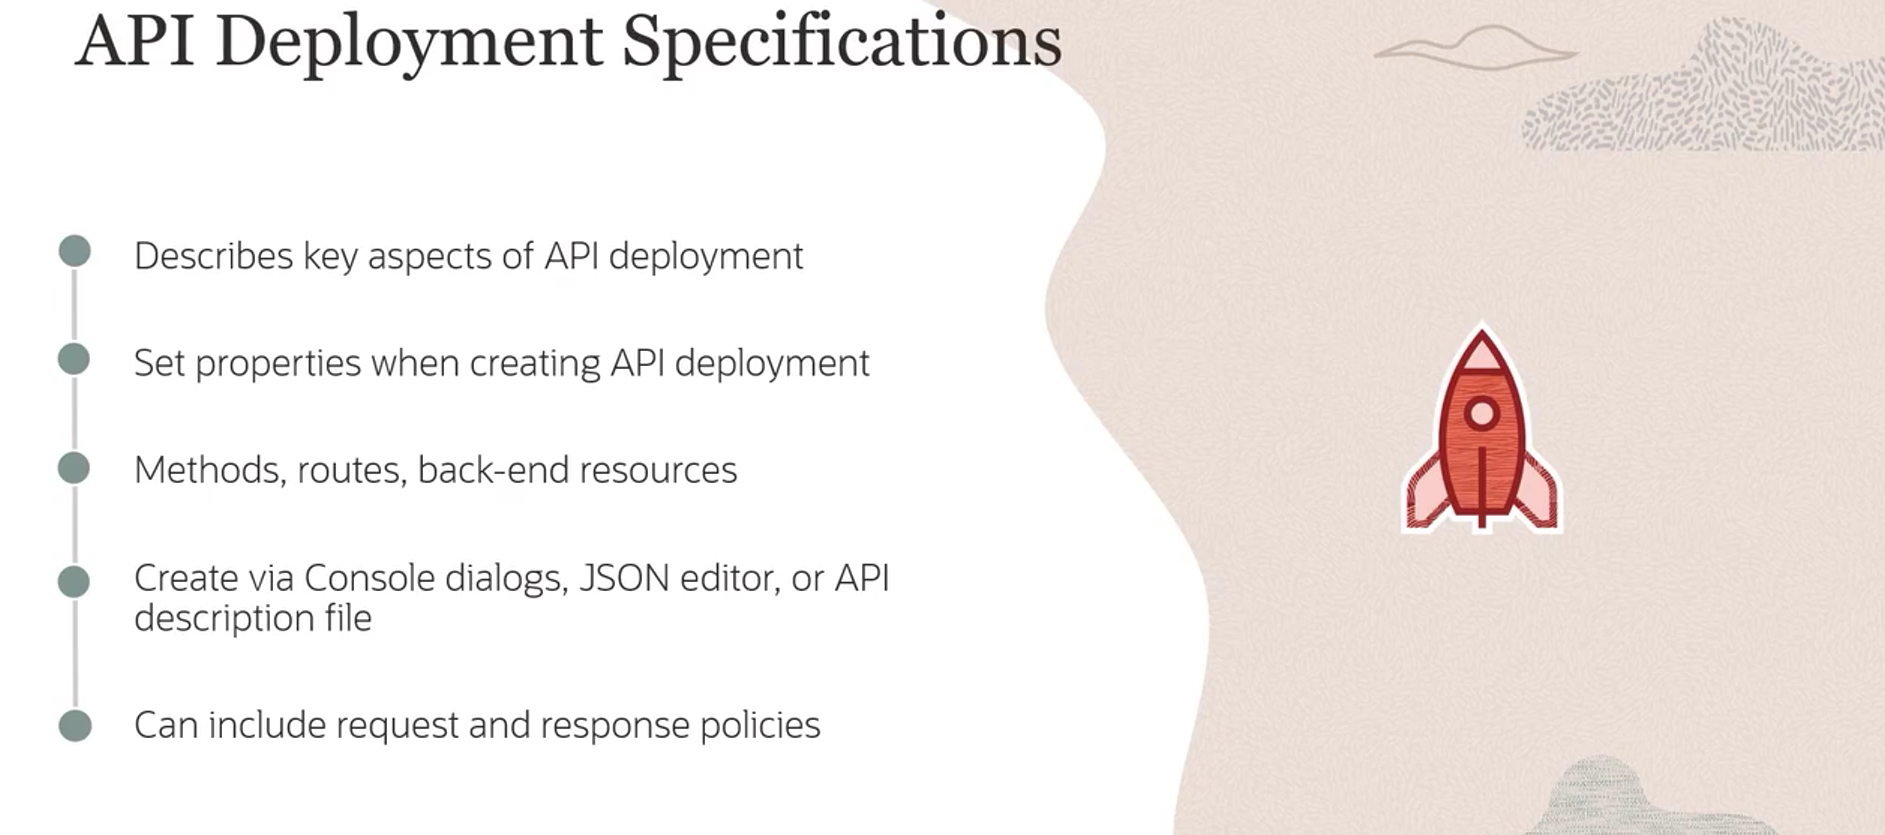 API Deployment Specifications
Describes key aspects of API deployment
Set properties when creating API deployment
Methods, routes, back-end resources
Create via Console dialogs, JSON editor, or API
description file
Can include request and response policies